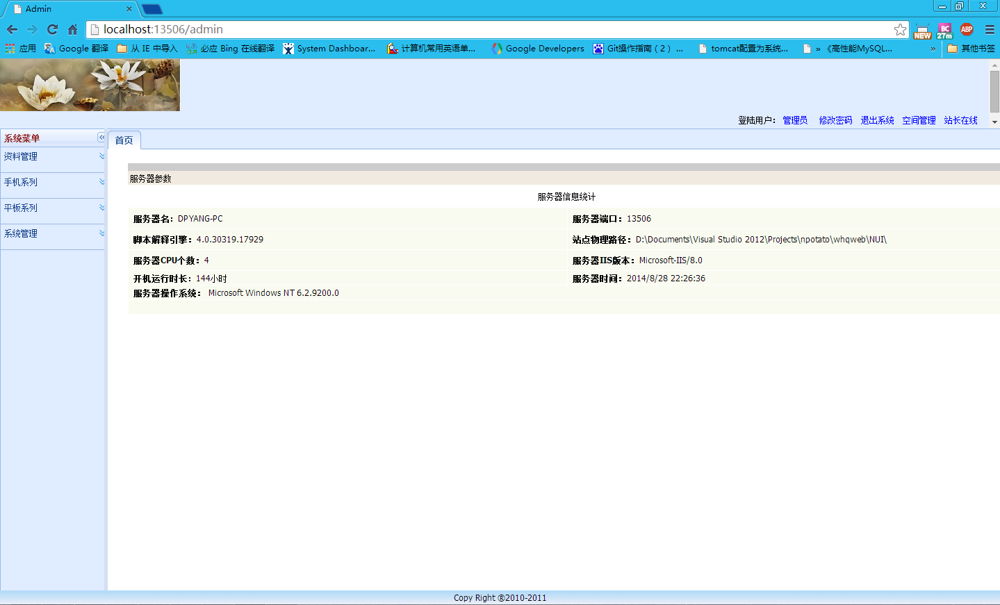 Admin
localhost:13506/admin
NEW
BC
27m
ABP
应用 Google 翻译 从 IE 中导入 必应 Bing 在线翻译 System Dashboar... 计算机常用英语单... Google Developers Git操作指南（2） ... tomcat配置为系统... » 《高性能MySQL... » 其他书签
登陆用户： 管理员 修改密码 退出系统 空间管理 站长在线
系统菜单
资料管理
手机系列
平板系列
系统管理
首页
服务器参数
服务器信息统计
服务器名：DPYANG-PC 服务器端口：13506
脚本解释引擎：4.0.30319.17929 站点物理路径：D:\Documents\Visual Studio 2012\Projects\npotato\whqweb\NUI\
服务器CPU个数：4 服务器IIS版本：Microsoft-IIS/8.0
开机运行时长：144小时 服务器时间：2014/8/28 22:26:36
服务器操作系统： Microsoft Windows NT 6.2.9200.0
Copy Right ®2010-2011